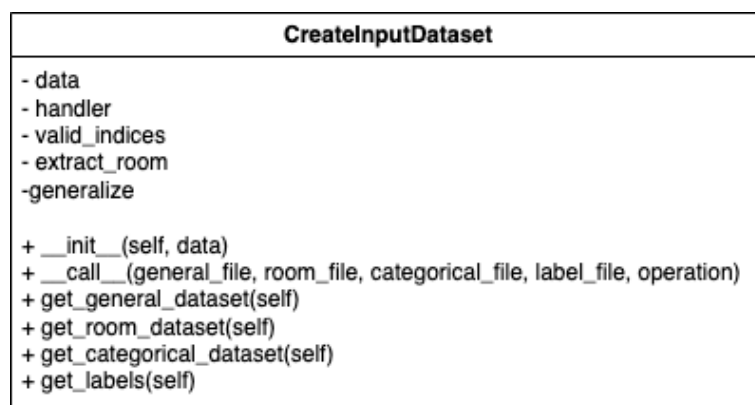 CreateInputDataset
- data
- handler
- valid_indices
- extract_room
-generalize
+ __init__(self, data)
+ __call__(general_file, room_file, categorical_file, label_file, operation)
+ get_general_dataset(self)
+ get_room_dataset(self)
+ get_categorical_dataset(self)
+ get_labels(self)